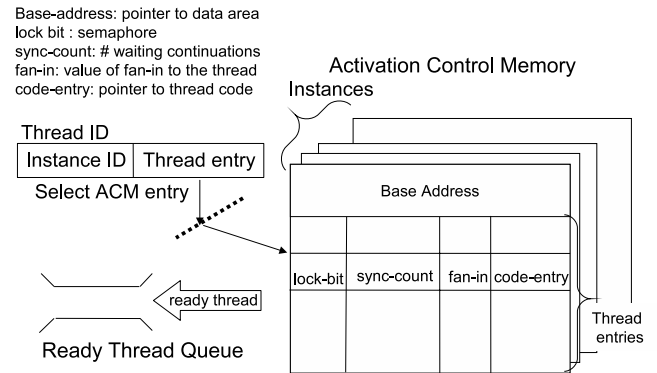 Base-address: pointer to data area
lock bit : semaphore
sync-count: # waiting continuations
fan-in: value of fan-in to the thread
code-entry: pointer to thread code
Activation Control Memory
Instances
Thread ID
Instance ID Thread entry
Select ACM entry
Base Address
lock-bit sync-count fan-in code-entry
ready thread
Thread
entries
Ready Thread Queue